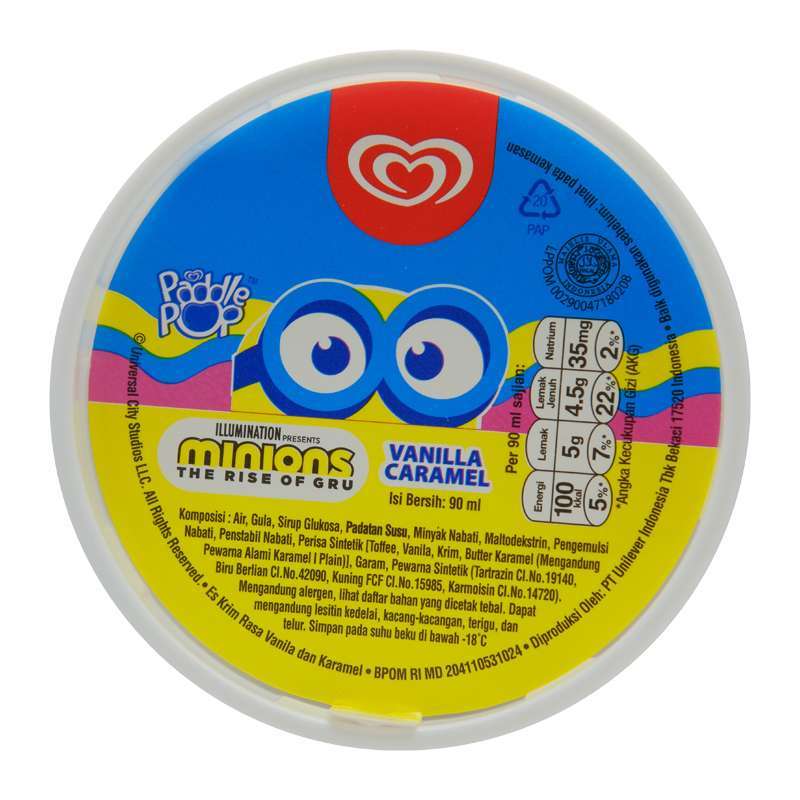 20
PAP
Paddle
POP
TM
MAJELIS ULAMA
INDONESIA
LPPOM 00290047180208
ILLUMINATION PRESENTS
minions
THE RISE OF GRU
VANILLA
CARAMEL
Isi Bersih: 90 ml
Per 90 ml sajian:
Energi 100 kkal 5%*
Lemak 5g 7%*
Lemak Jenuh 4.5g 22%*
Natrium 35mg 2%*
*Angka Kecukupan Gizi (AKG)
Komposisi : Air, Gula, Sirup Glukosa, Padatan Susu, Minyak Nabati, Maltodekstrin, Pengemulsi
Nabati, Penstabil Nabati, Perisa Sintetik [Toffee, Vanila, Krim, Butter Karamel (Mengandung
Pewarna Alami Karamel I Plain)], Garam, Pewarna Sintetik (Tartrazin CI.No.19140,
Biru Berlian CI.No.42090, Kuning FCF CI.No.15985, Karmoisin CI.No.14720).
Mengandung alergen, lihat daftar bahan yang dicetak tebal. Dapat
mengandung lesitin kedelai, kacang-kacangan, terigu, dan
telur. Simpan pada suhu beku di bawah -18°C
©Universal City Studios LLC. All Rights Reserved. • Es Krim Rasa Vanila dan Karamel • BPOM RI MD 204110531024 • Diproduksi Oleh: PT Unilever Indonesia Tbk Bekasi 17520 Indonesia • Baik digunakan sebelum: lihat pada kemasan